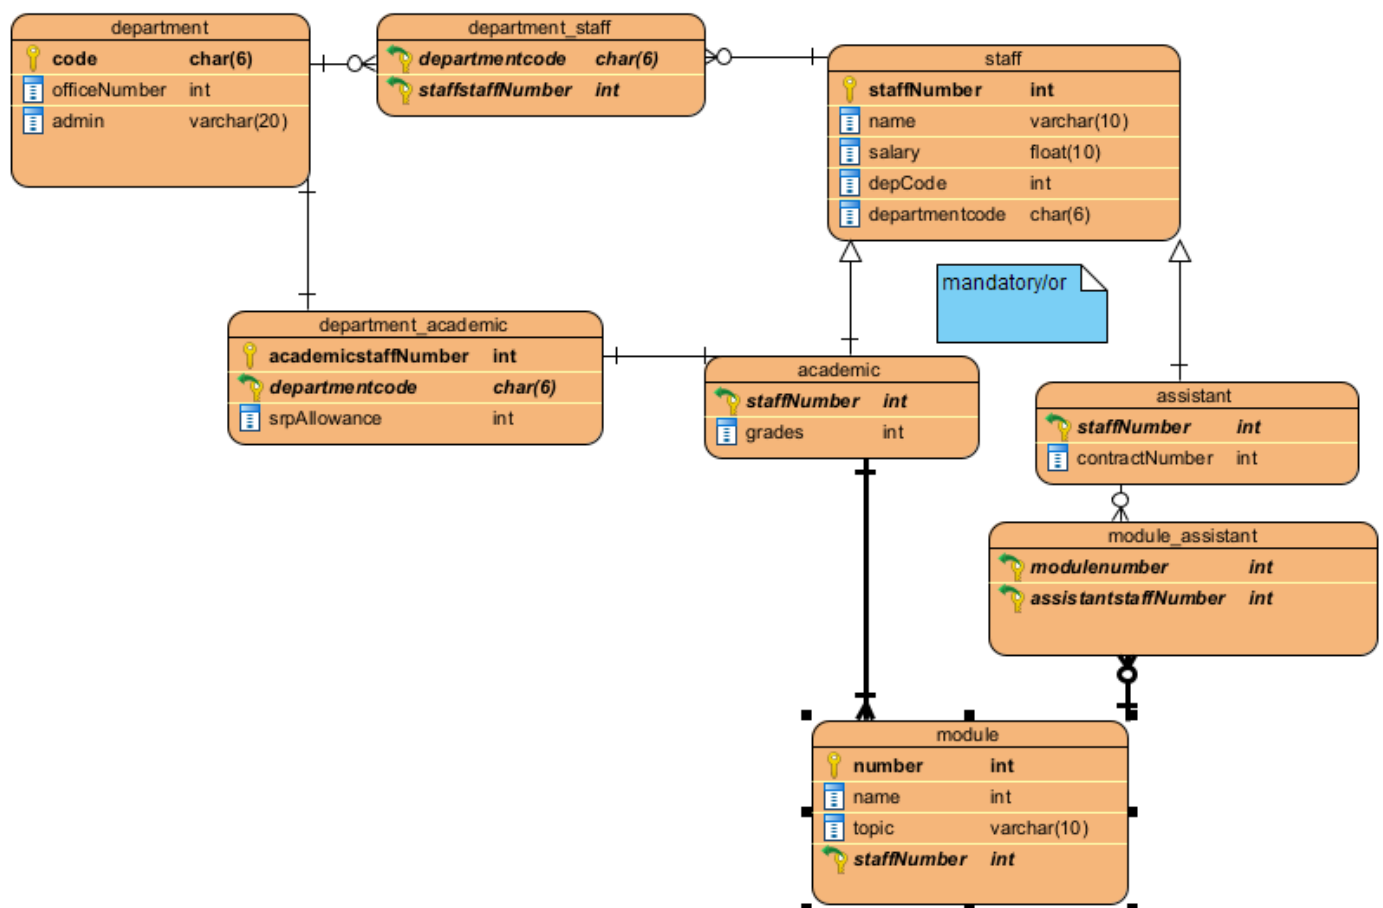 department
code char(6)
officeNumber int
admin varchar(20)
department_staff
departmentcode char(6)
staffstaffNumber int
staff
staffNumber int
name varchar(10)
salary float(10)
depCode int
departmentcode char(6)
mandatory/or
department_academic
academicstaffNumber int
departmentcode char(6)
srpAllowance int
academic
staffNumber int
grades int
assistant
staffNumber int
contractNumber int
module_assistant
modulenumber int
assistantstaffNumber int
module
number int
name int
topic varchar(10)
staffNumber int